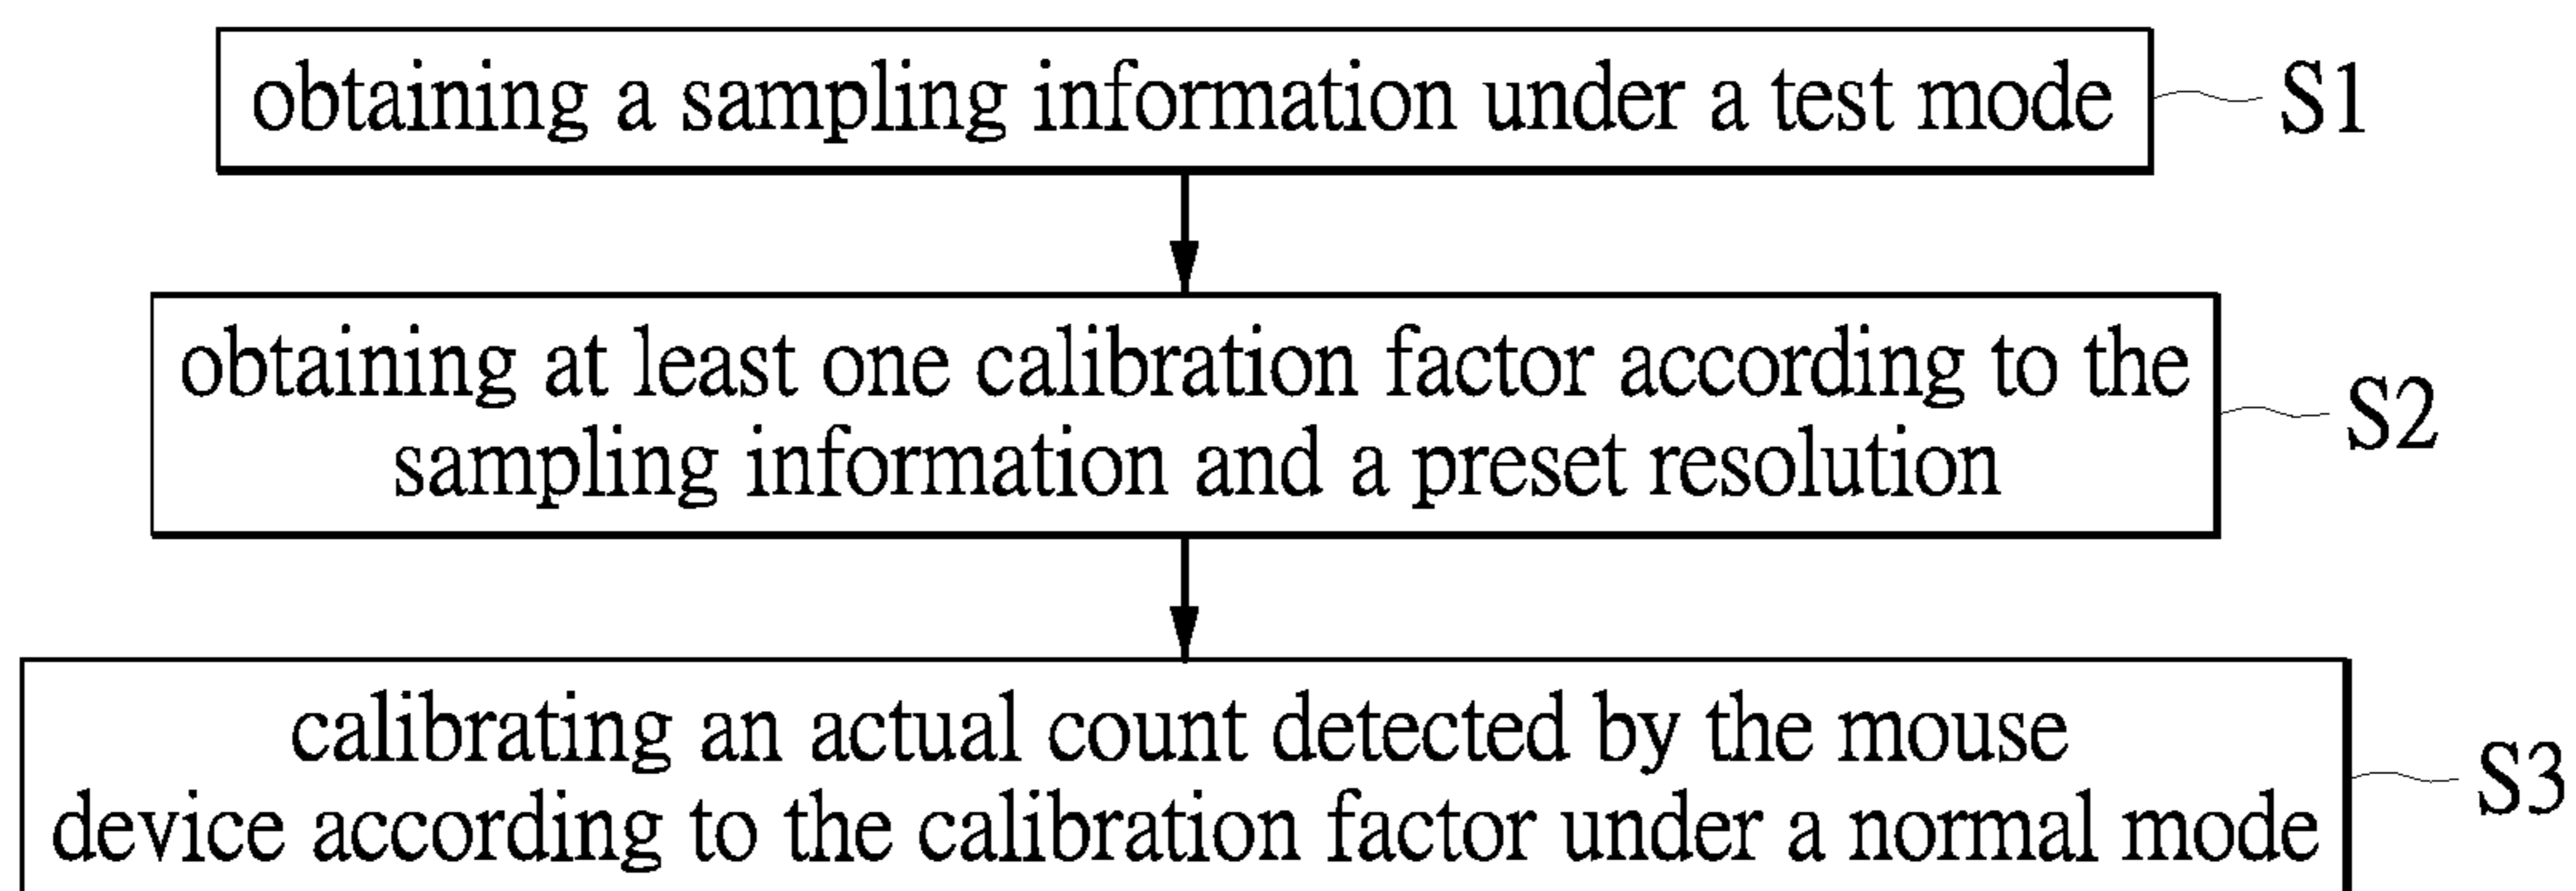 obtaining a sampling information under a test mode
S1
obtaining at least one calibration factor according to the
sampling information and a preset resolution
S2
calibrating an actual count detected by the mouse
device according to the calibration factor under a normal mode
S3